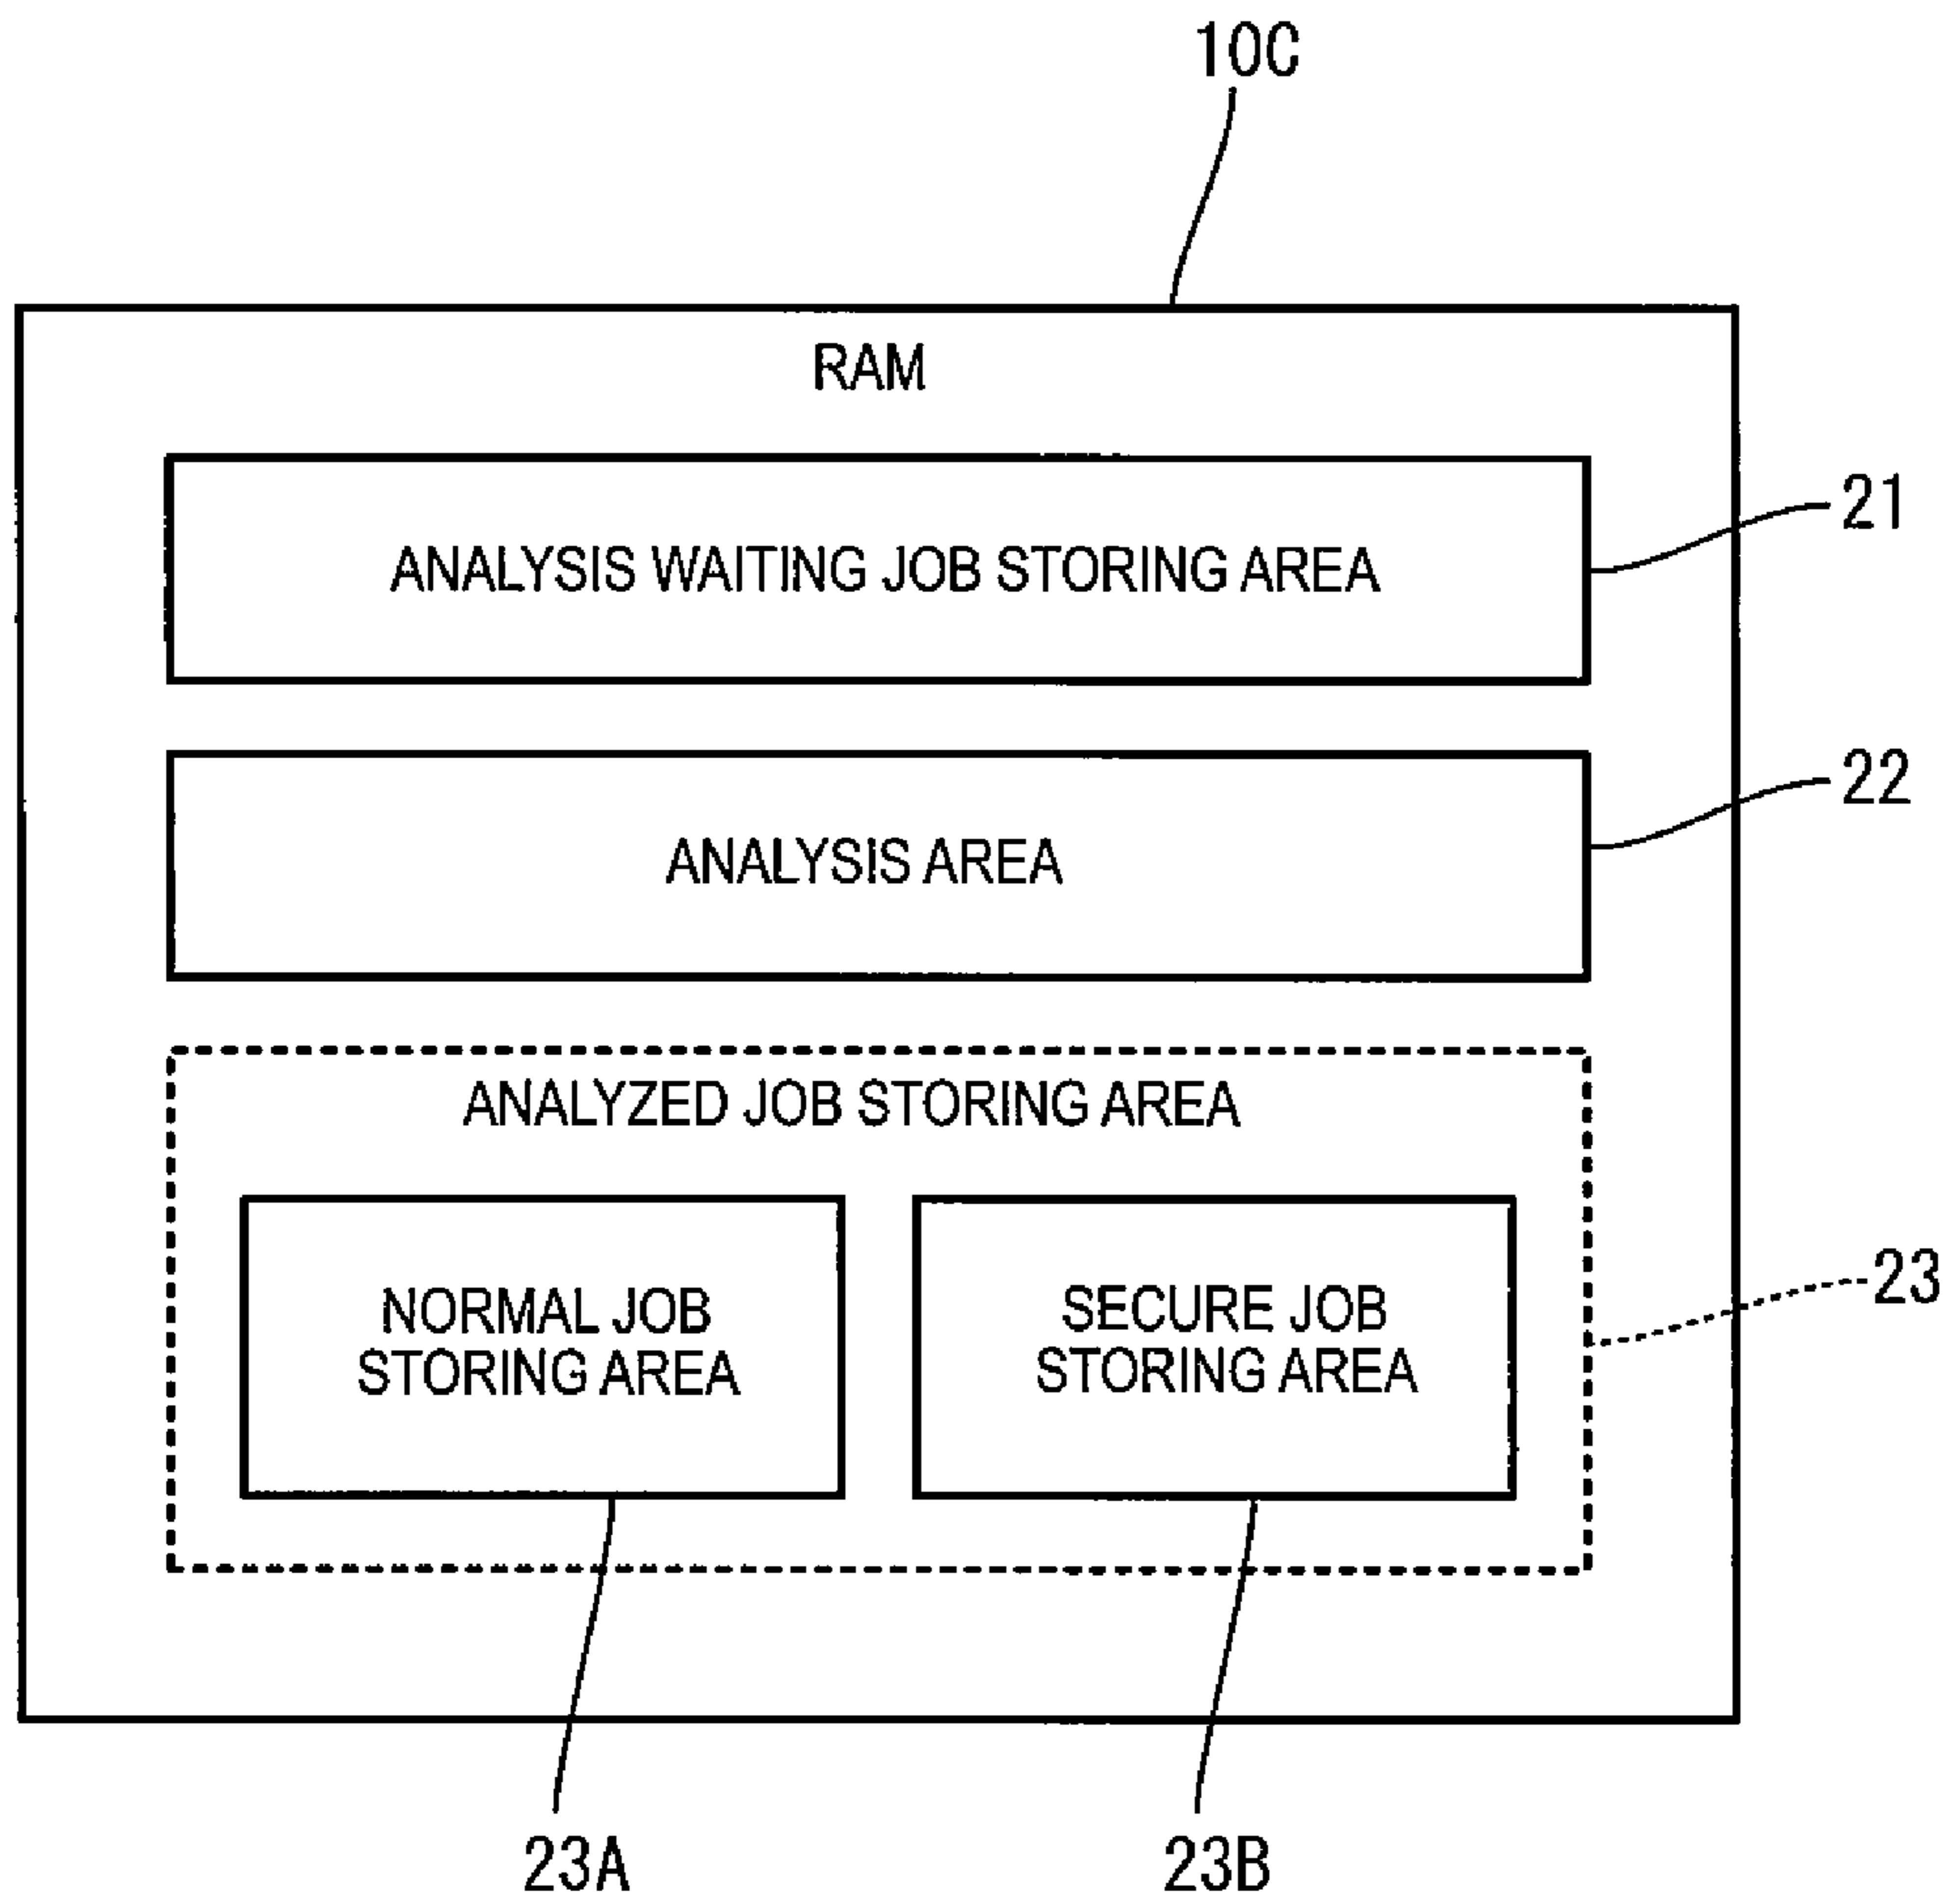 10C
RAM
21
ANALYSIS WAITING JOB STORING AREA
22
ANALYSIS AREA
ANALYZED JOB STORING AREA
23
NORMAL JOB
STORING AREA
SECURE JOB
STORING AREA
23A
23B